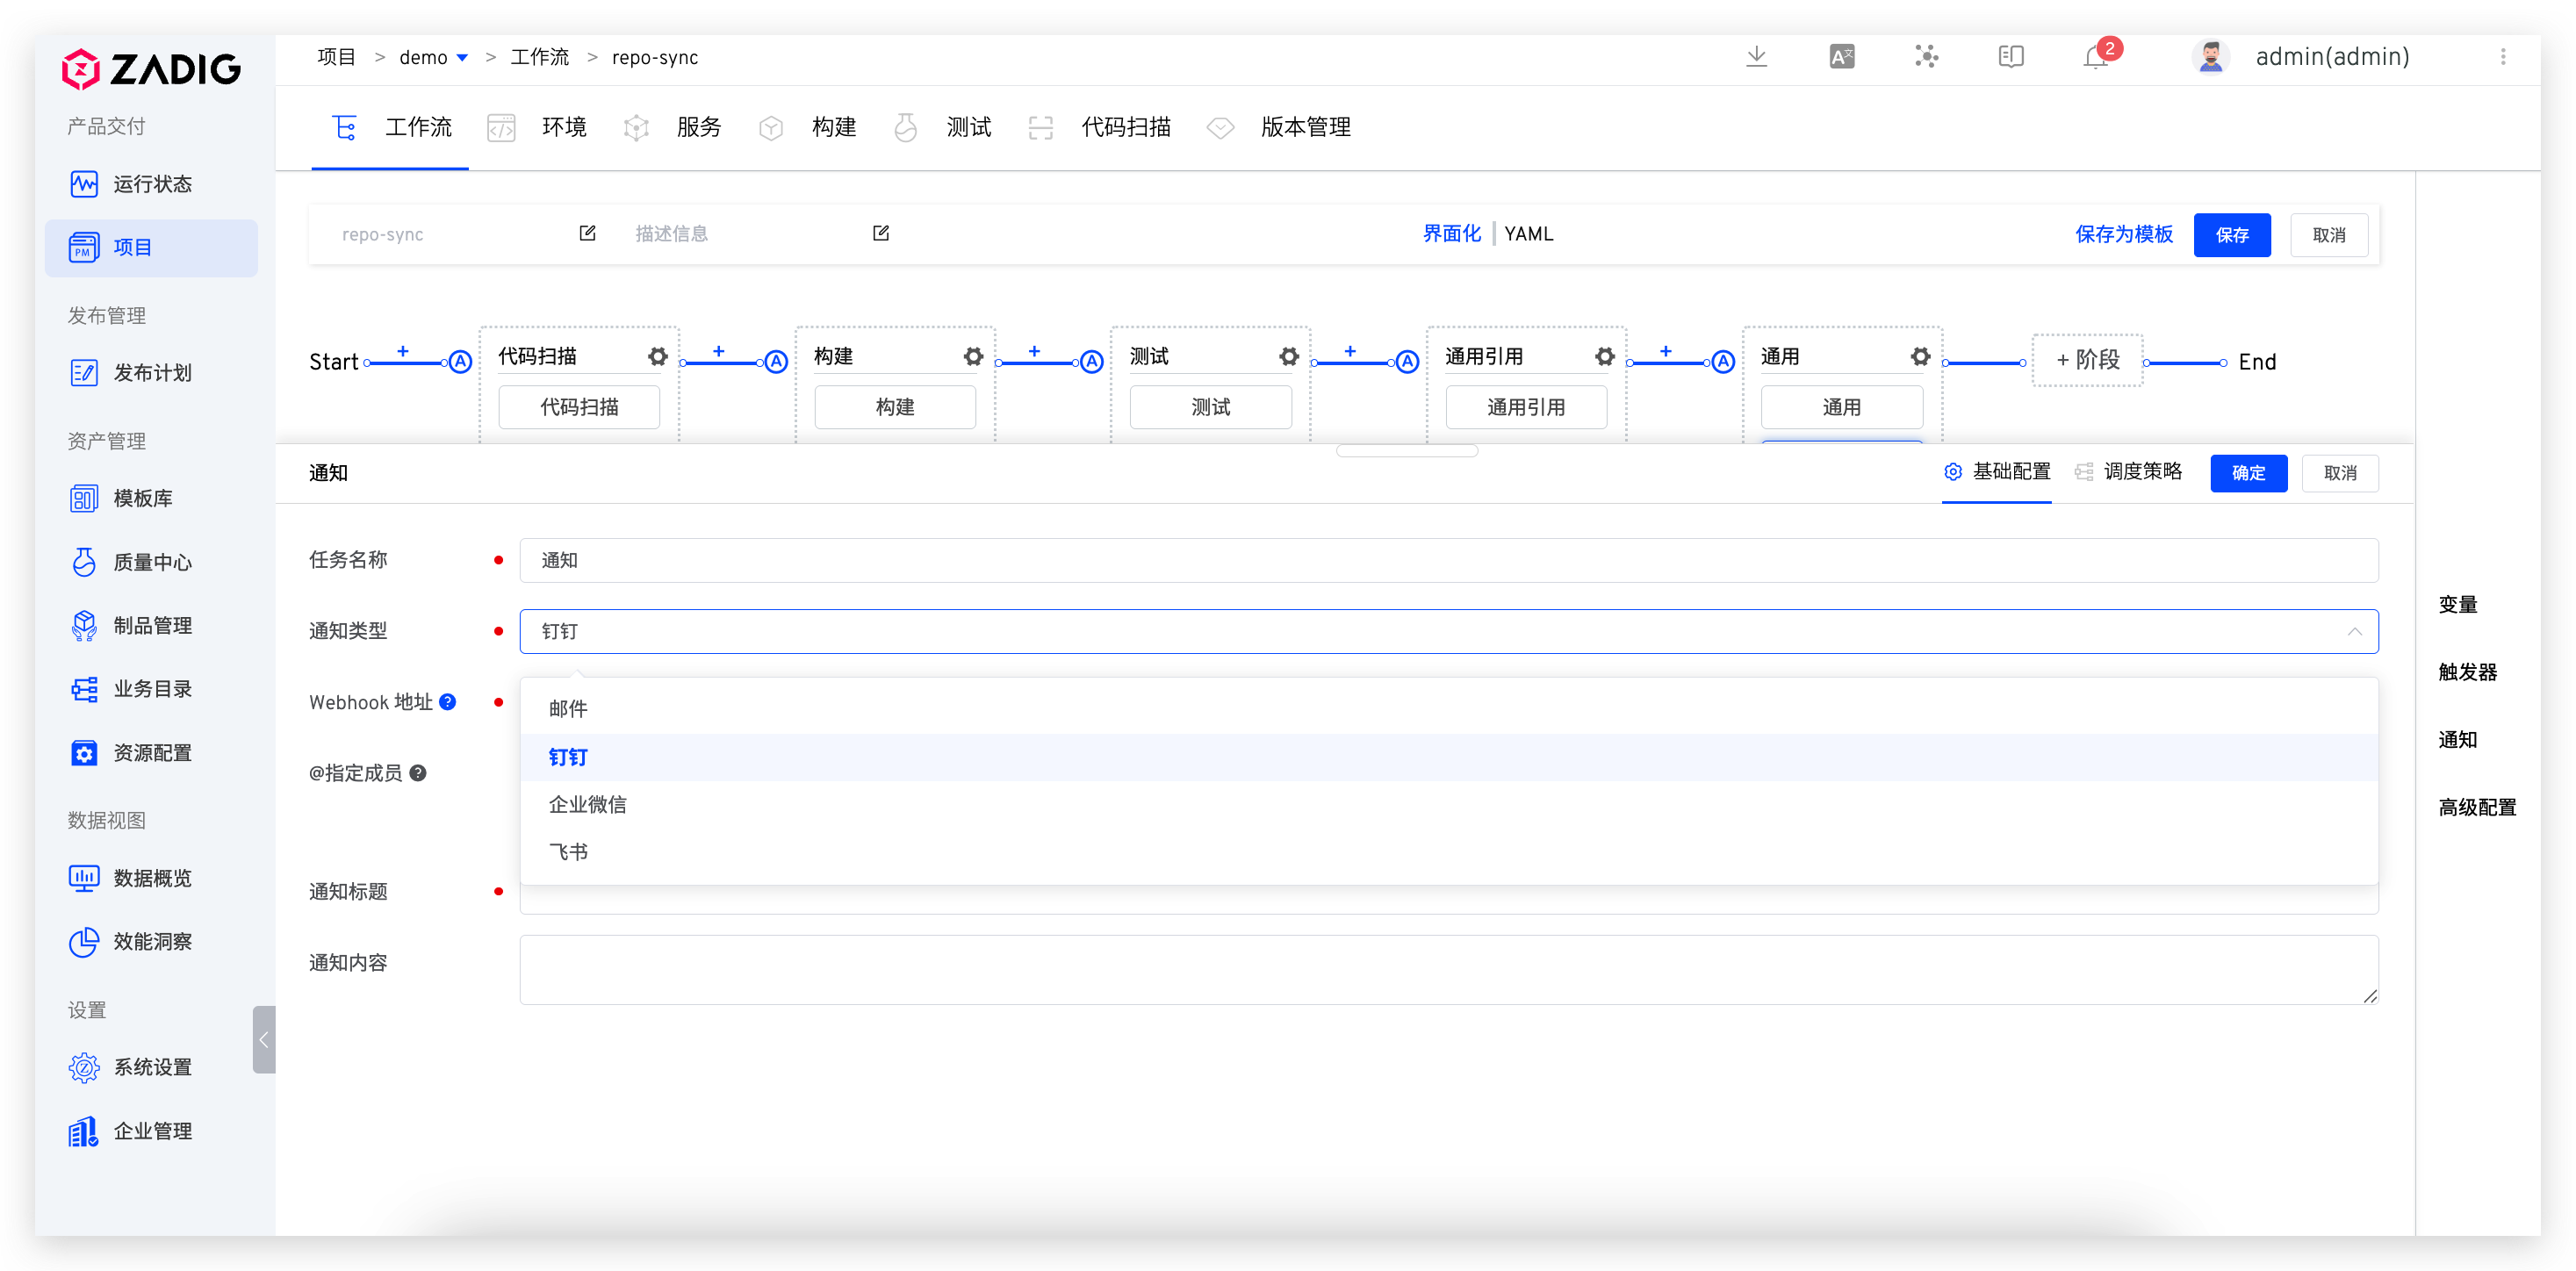 ZADIG
产品交付
运行状态
PM
项目
发布管理
发布计划
资产管理
模板库
质量中心
制品管理
业务目录
资源配置
数据视图
数据概览
效能洞察
设置
系统设置
企业管理
项目 > demo > 工作流 > repo-sync
2
admin(admin)
工作流 环境 服务 构建 测试 代码扫描 版本管理
repo-sync 描述信息 界面化 YAML 保存为模板 保存 取消
Start + A 代码扫描 + A 构建 + A 测试 + A 通用引用 + A 通用 + 阶段 End
代码扫描 构建 测试 通用引用 通用
通知 基础配置 调度策略 确定 取消
任务名称 通知
通知类型 钉钉
Webhook 地址 ?
@指定成员 ?
邮件
钉钉
企业微信
飞书
通知标题
通知内容
变量
触发器
通知
高级配置